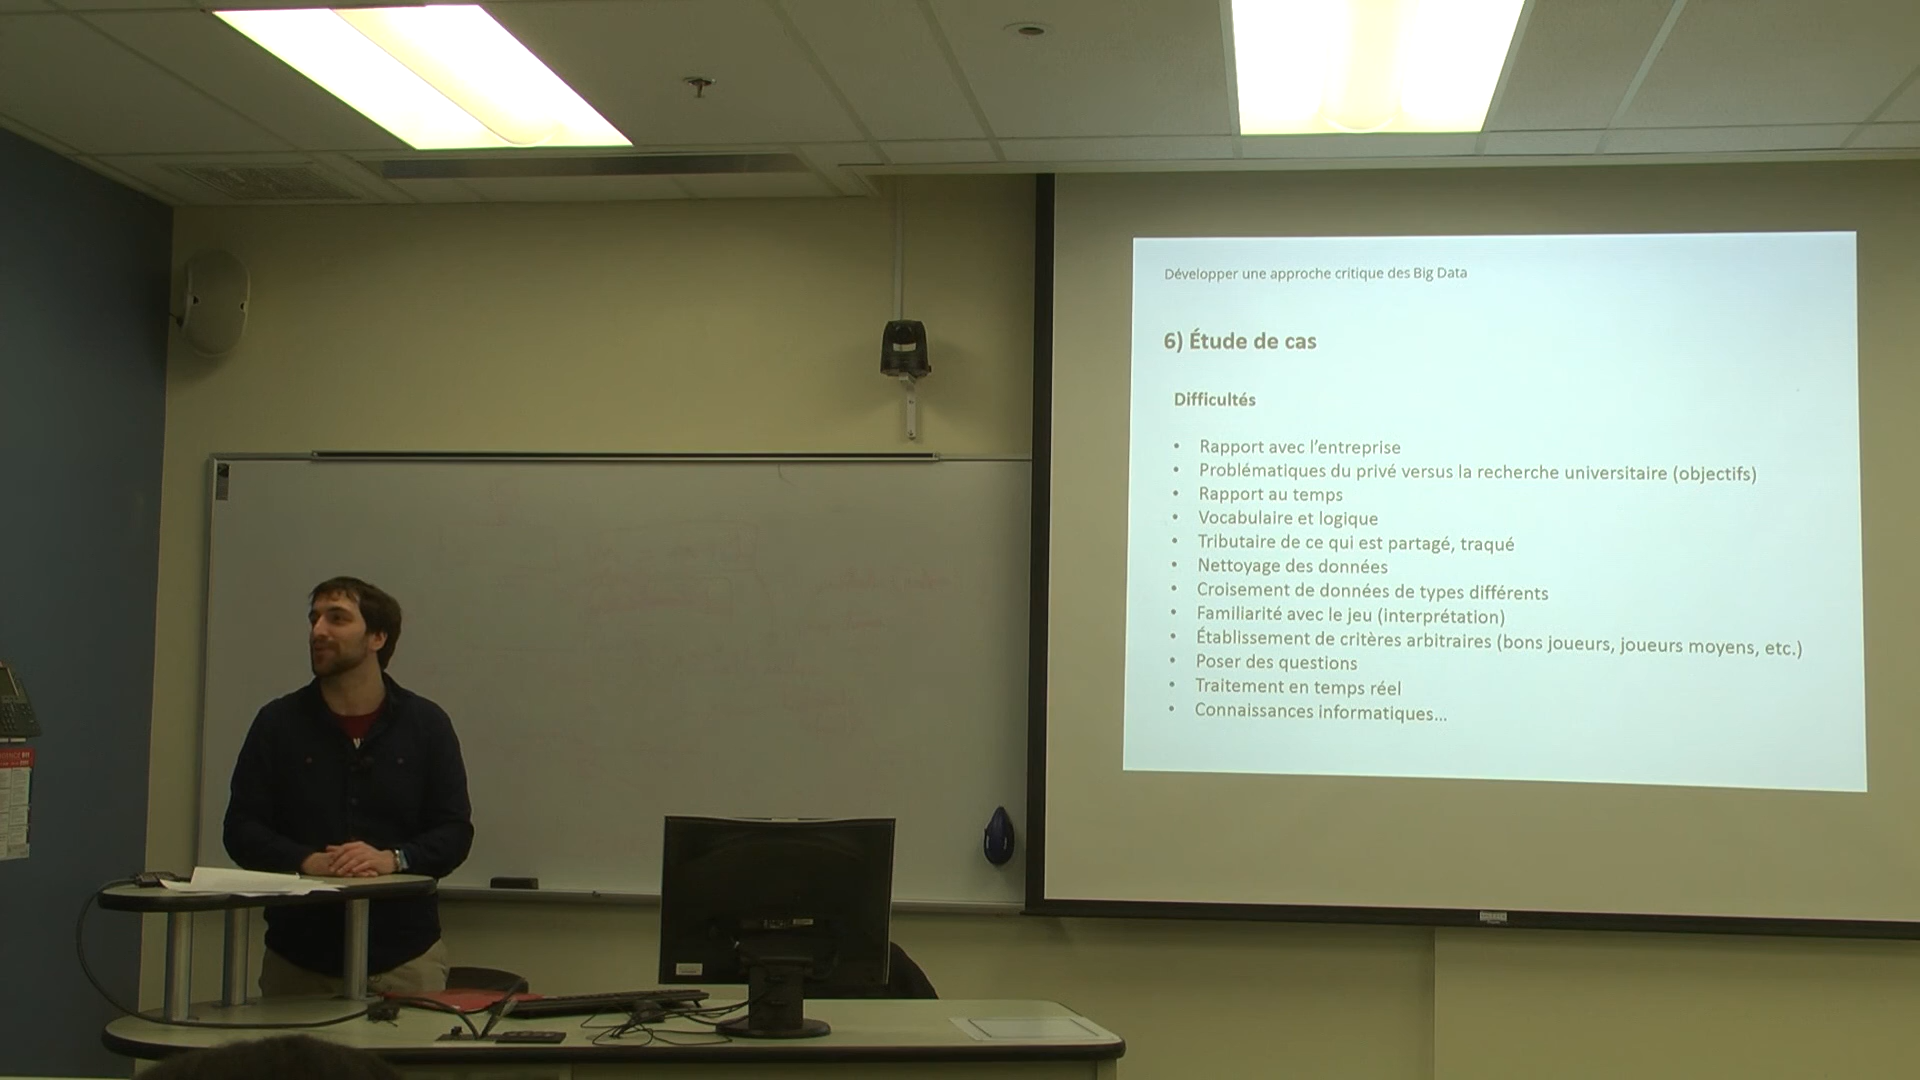 Développer une approche critique des Big Data
6) Étude de cas
Difficultés
• Rapport avec l'entreprise
• Problématiques du privé versus la recherche universitaire (objectifs)
• Rapport au temps
• Vocabulaire et logique
• Tributaire de ce qui est partagé, traqué
• Nettoyage des données
• Croisement de données de types différents
• Familiarité avec le jeu (interprétation)
• Établissement de critères arbitraires (bons joueurs, joueurs moyens, etc.)
• Poser des questions
• Traitement en temps réel
• Connaissances informatiques...